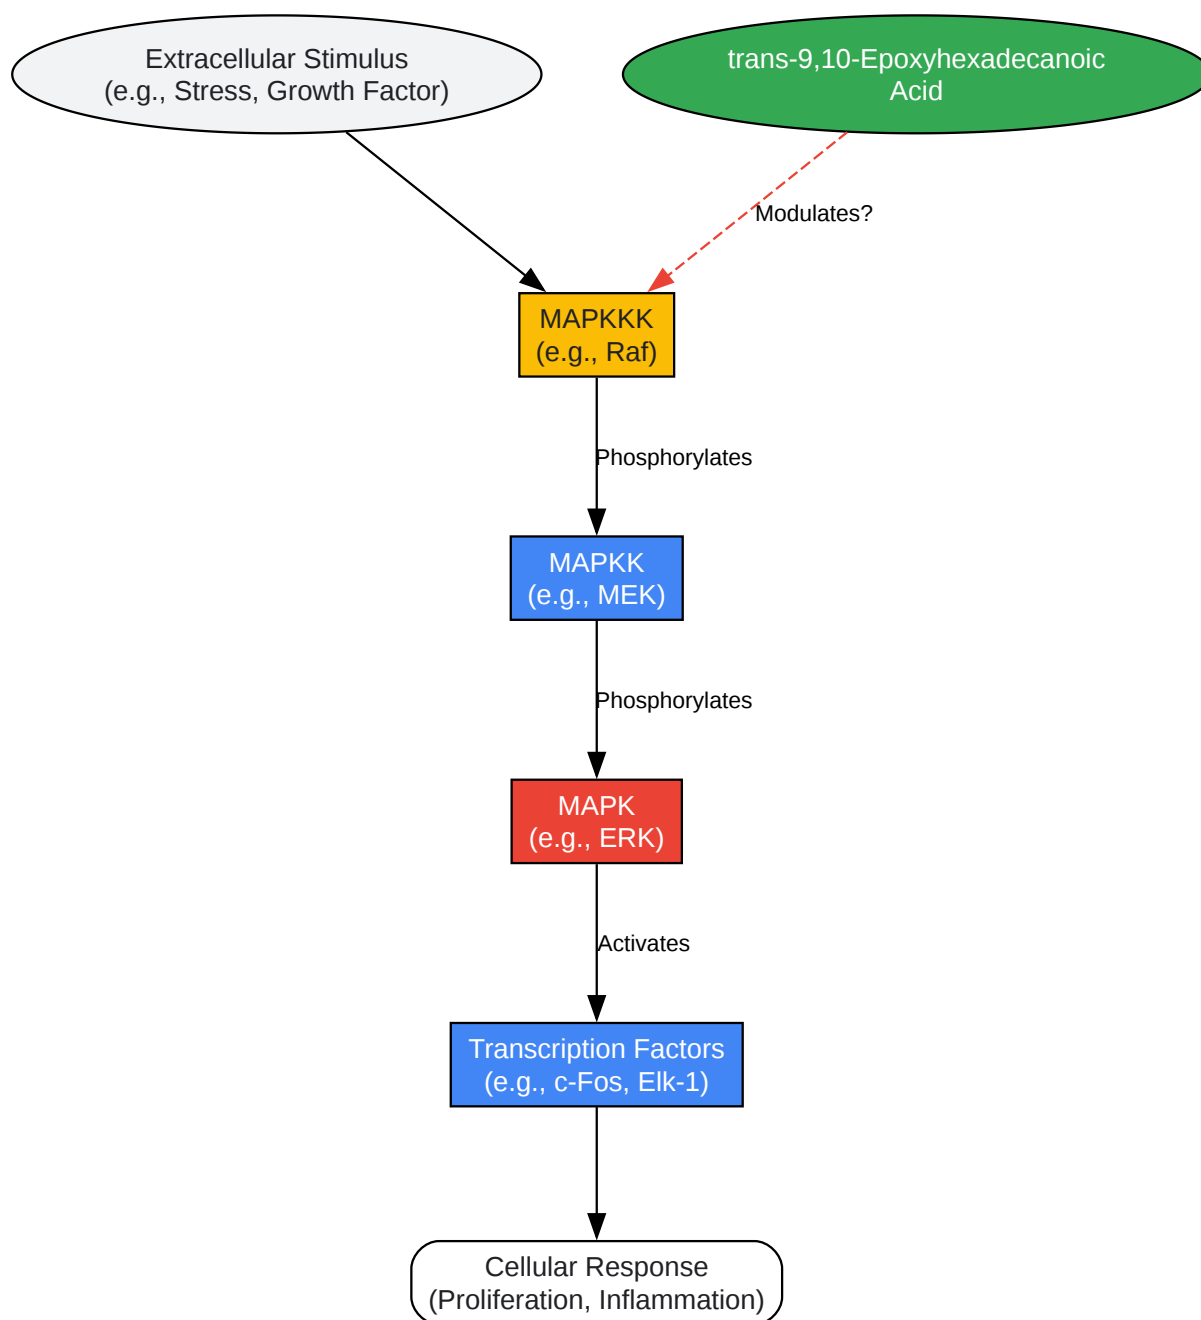 Extracellular Stimulus
(e.g., Stress, Growth Factor)
trans-9,10-Epoxyhexadecanoic
Acid
Modulates?
MAPKKK
(e.g., Raf)
Phosphorylates
MAPKK
(e.g., MEK)
Phosphorylates
MAPK
(e.g., ERK)
Activates
Transcription Factors
(e.g., c-Fos, Elk-1)
Cellular Response
(Proliferation, Inflammation)